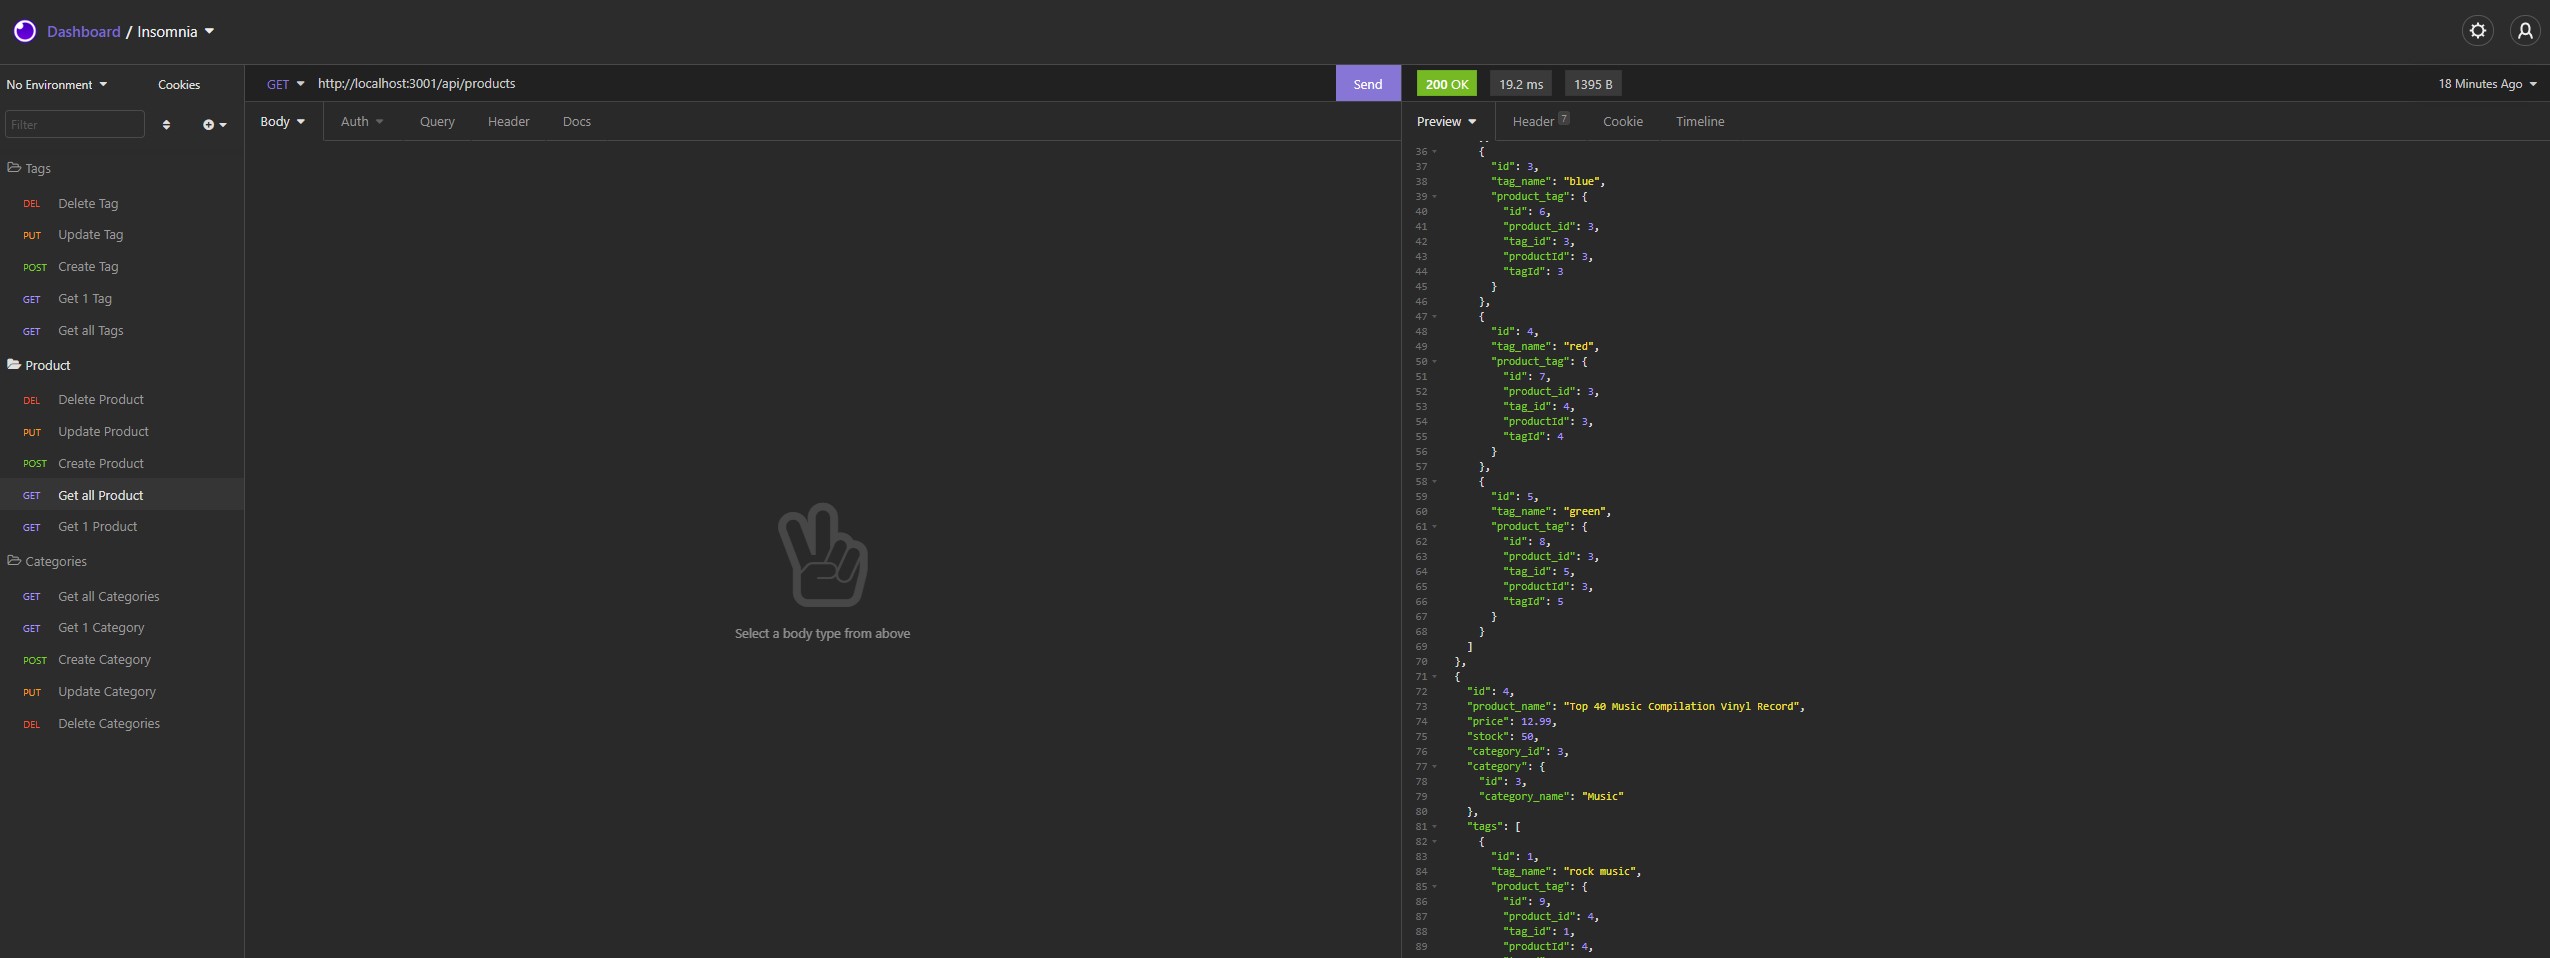 Dashboard / Insomnia
No Environment
Cookies
Filter
Tags
DEL Delete Tag
PUT Update Tag
POST Create Tag
GET Get 1 Tag
GET Get all Tags
Product
DEL Delete Product
PUT Update Product
POST Create Product
GET Get all Product
GET Get 1 Product
Categories
GET Get all Categories
GET Get 1 Category
POST Create Category
PUT Update Category
DEL Delete Categories
GET http://localhost:3001/api/products
Send
Body Auth Query Header Docs
Select a body type from above
200 OK 19.2 ms 1395 B 18 Minutes Ago
Preview Header 7 Cookie Timeline
36 {
37 "id": 3,
38 "tag_name": "blue",
39 "product_tag": {
40 "id": 6,
41 "product_id": 3,
42 "tag_id": 3,
43 "productId": 3,
44 "tagId": 3
45 }
46 },
47 {
48 "id": 4,
49 "tag_name": "red",
50 "product_tag": {
51 "id": 7,
52 "product_id": 3,
53 "tag_id": 4,
54 "productId": 3,
55 "tagId": 4
56 }
57 },
58 {
59 "id": 5,
60 "tag_name": "green",
61 "product_tag": {
62 "id": 8,
63 "product_id": 3,
64 "tag_id": 5,
65 "productId": 3,
66 "tagId": 5
67 }
68 }
69 ]
70 },
71 {
72 "id": 4,
73 "product_name": "Top 40 Music Compilation Vinyl Record",
74 "price": 12.99,
75 "stock": 50,
76 "category_id": 3,
77 "category": {
78 "id": 3,
79 "category_name": "Music"
80 },
81 "tags": [
82 {
83 "id": 1,
84 "tag_name": "rock music",
85 "product_tag": {
86 "id": 9,
87 "product_id": 4,
88 "tag_id": 1,
89 "productId": 4,